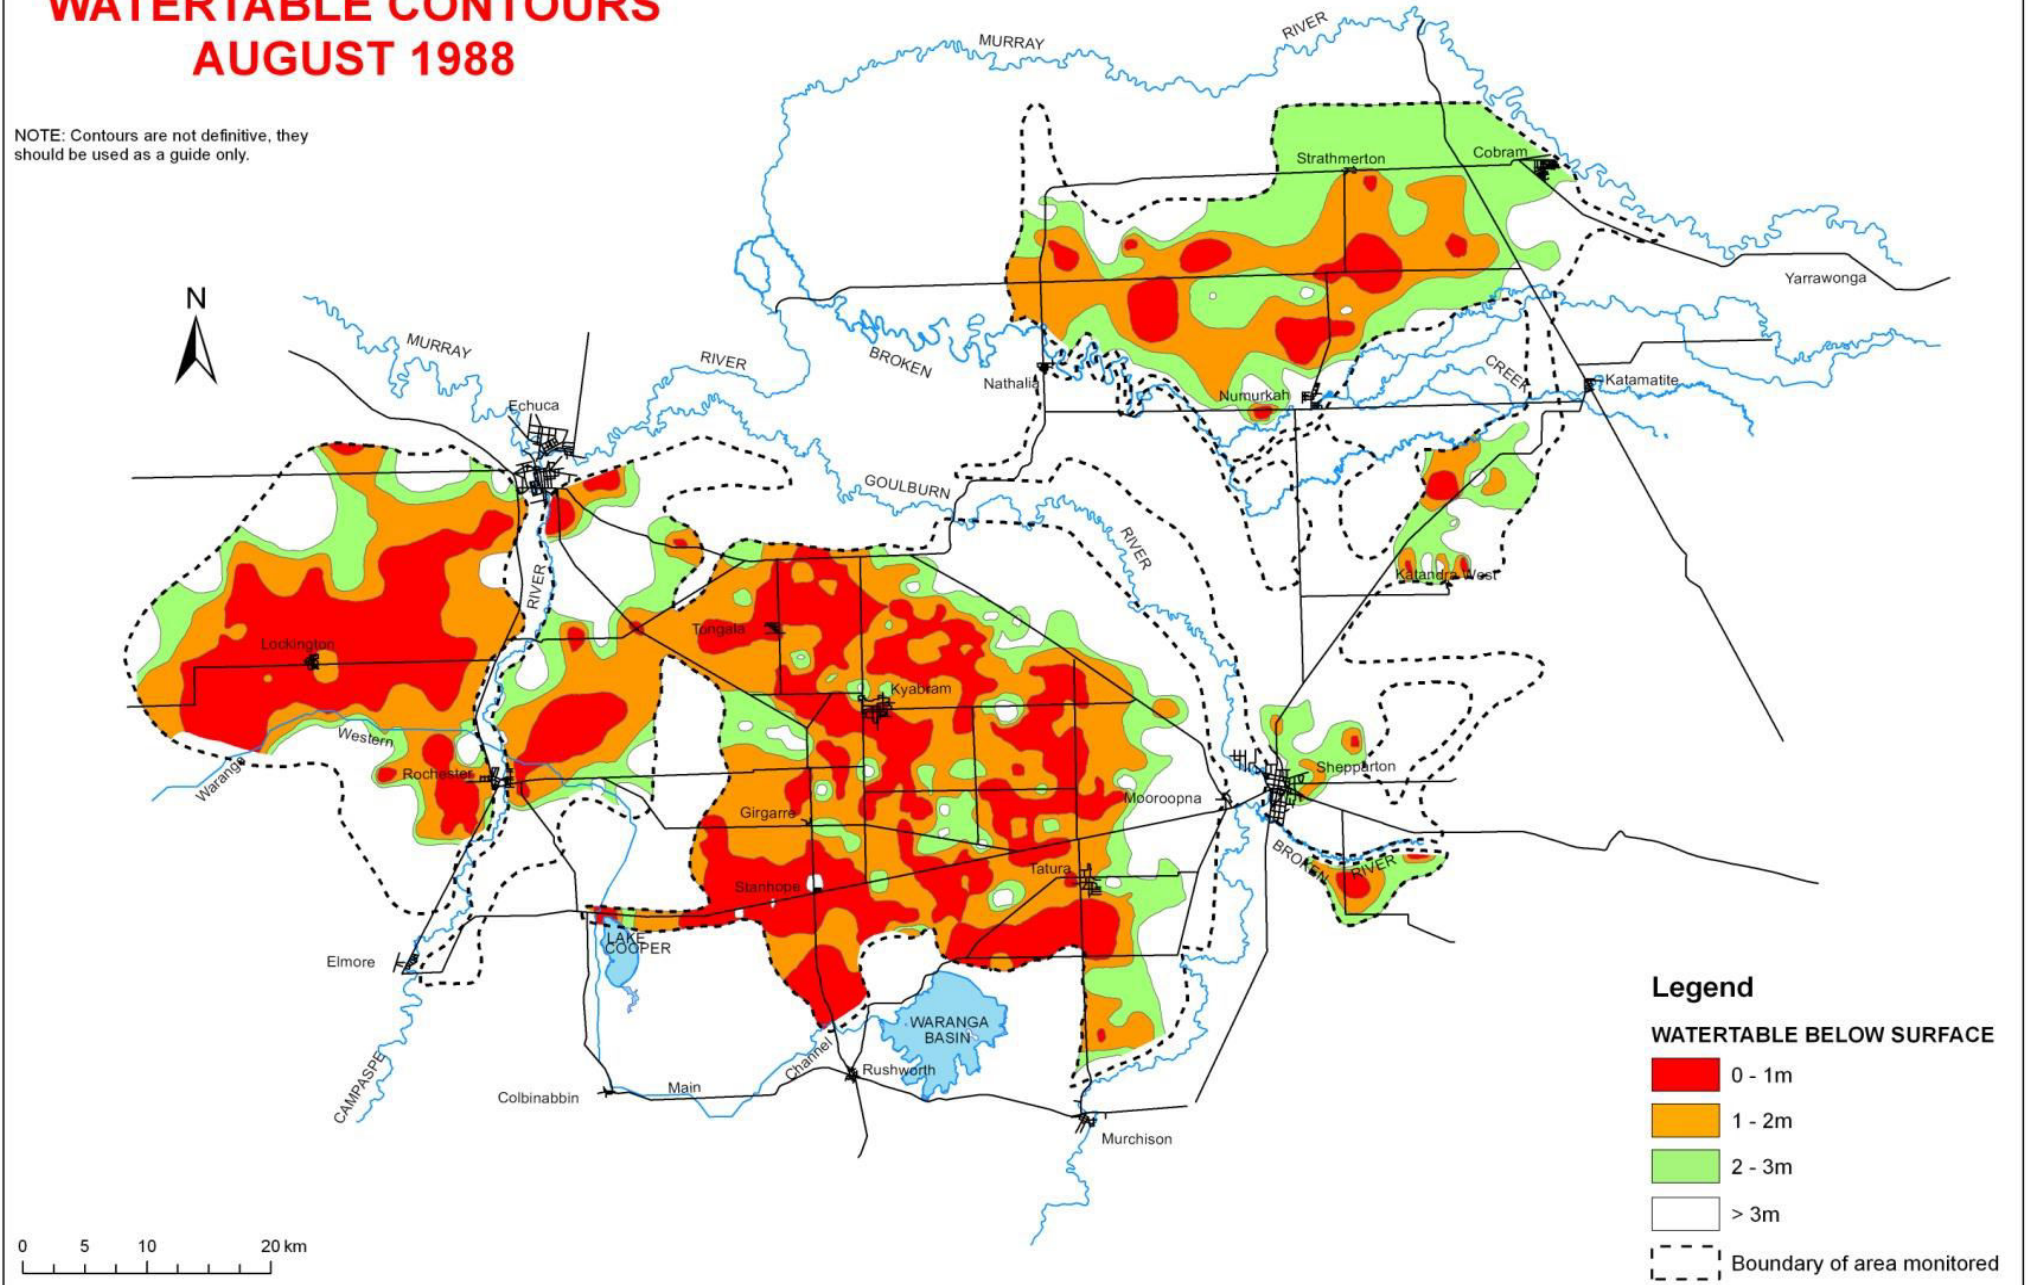 WATERTABLE CONTOURS
AUGUST 1988
NOTE: Contours are not definitive, they
should be used as a guide only.
N
MURRAY
RIVER
Strathmerton
Cobram
Yarrawonga
MURRAY
RIVER
BROKEN
CREEK
Nathalia
Numurkah
Katamatite
Echuca
GOULBURN
RIVER
RIVER
Katandra West
Lockington
Tongala
Kyabram
Western
Waranga
Rochester
Girgarre
Mooroopna
Shepparton
BROKEN
RIVER
Stanhope
Tatura
LAKE
COOPER
Elmore
WARANGA
BASIN
CAMPASPE
Colbinabbin
Main
Channel
Rushworth
Murchison
Legend
WATERTABLE BELOW SURFACE
0 - 1m
1 - 2m
2 - 3m
> 3m
Boundary of area monitored
0 5 10 20 km